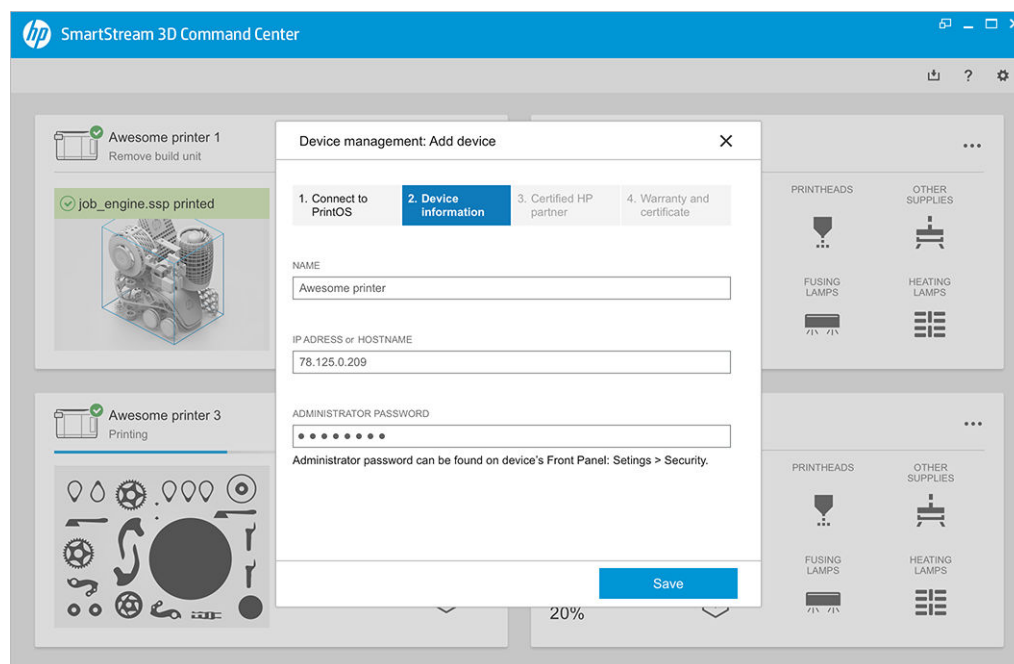 hp SmartStream 3D Command Center
?
Awesome printer 1
Remove build unit
job_engine.ssp printed
Device management: Add device
1. Connect to
PrintOS
2. Device
information
3. Certified HP
partner
4. Warranty and
certificate
NAME
Awesome printer
IP ADRESS or HOSTNAME
78.125.0.209
ADMINISTRATOR PASSWORD
Administrator password can be found on device's Front Panel: Setings > Security.
Save
PRINTHEADS
OTHER
SUPPLIES
FUSING
LAMPS
HEATING
LAMPS
Awesome printer 3
Printing
20%
PRINTHEADS
OTHER
SUPPLIES
FUSING
LAMPS
HEATING
LAMPS